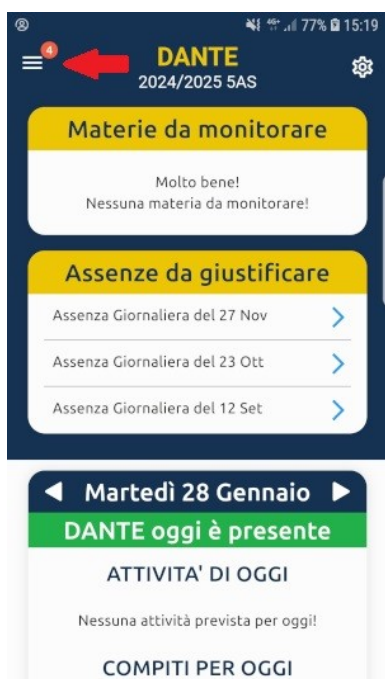 4G+ 77% 15:19
4
DANTE
2024/2025 5AS
Materie da monitorare
Molto bene!
Nessuna materia da monitorare!
Assenze da giustificare
Assenza Giornaliera del 27 Nov
Assenza Giornaliera del 23 Ott
Assenza Giornaliera del 12 Set
Martedì 28 Gennaio
DANTE oggi è presente
ATTIVITA' DI OGGI
Nessuna attività prevista per oggi!
COMPITI PER OGGI